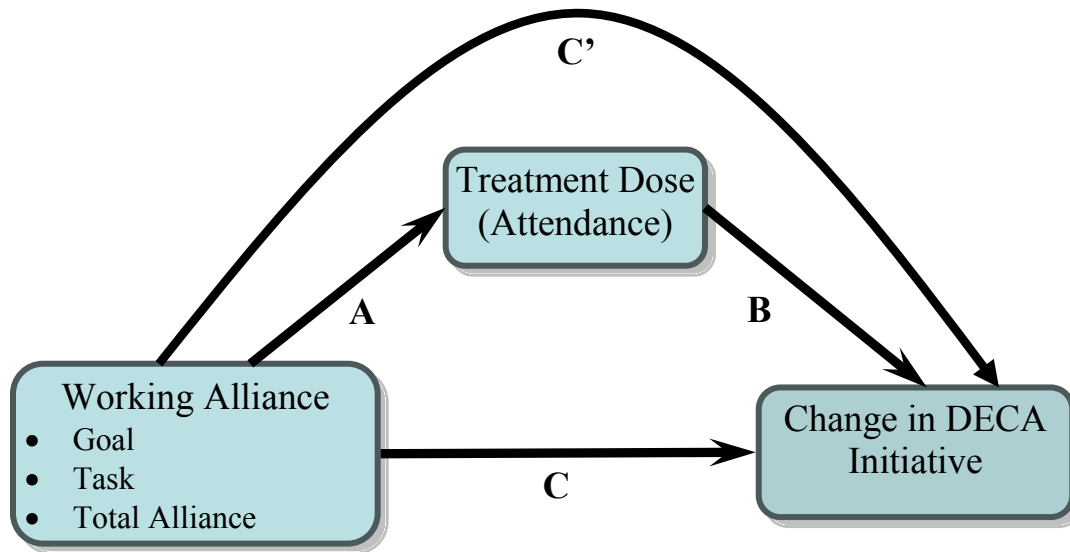 C’
Treatment Dose
(Attendance)
A
B
Working Alliance
• Goal
• Task
• Total Alliance
Change in DECA
Initiative
C